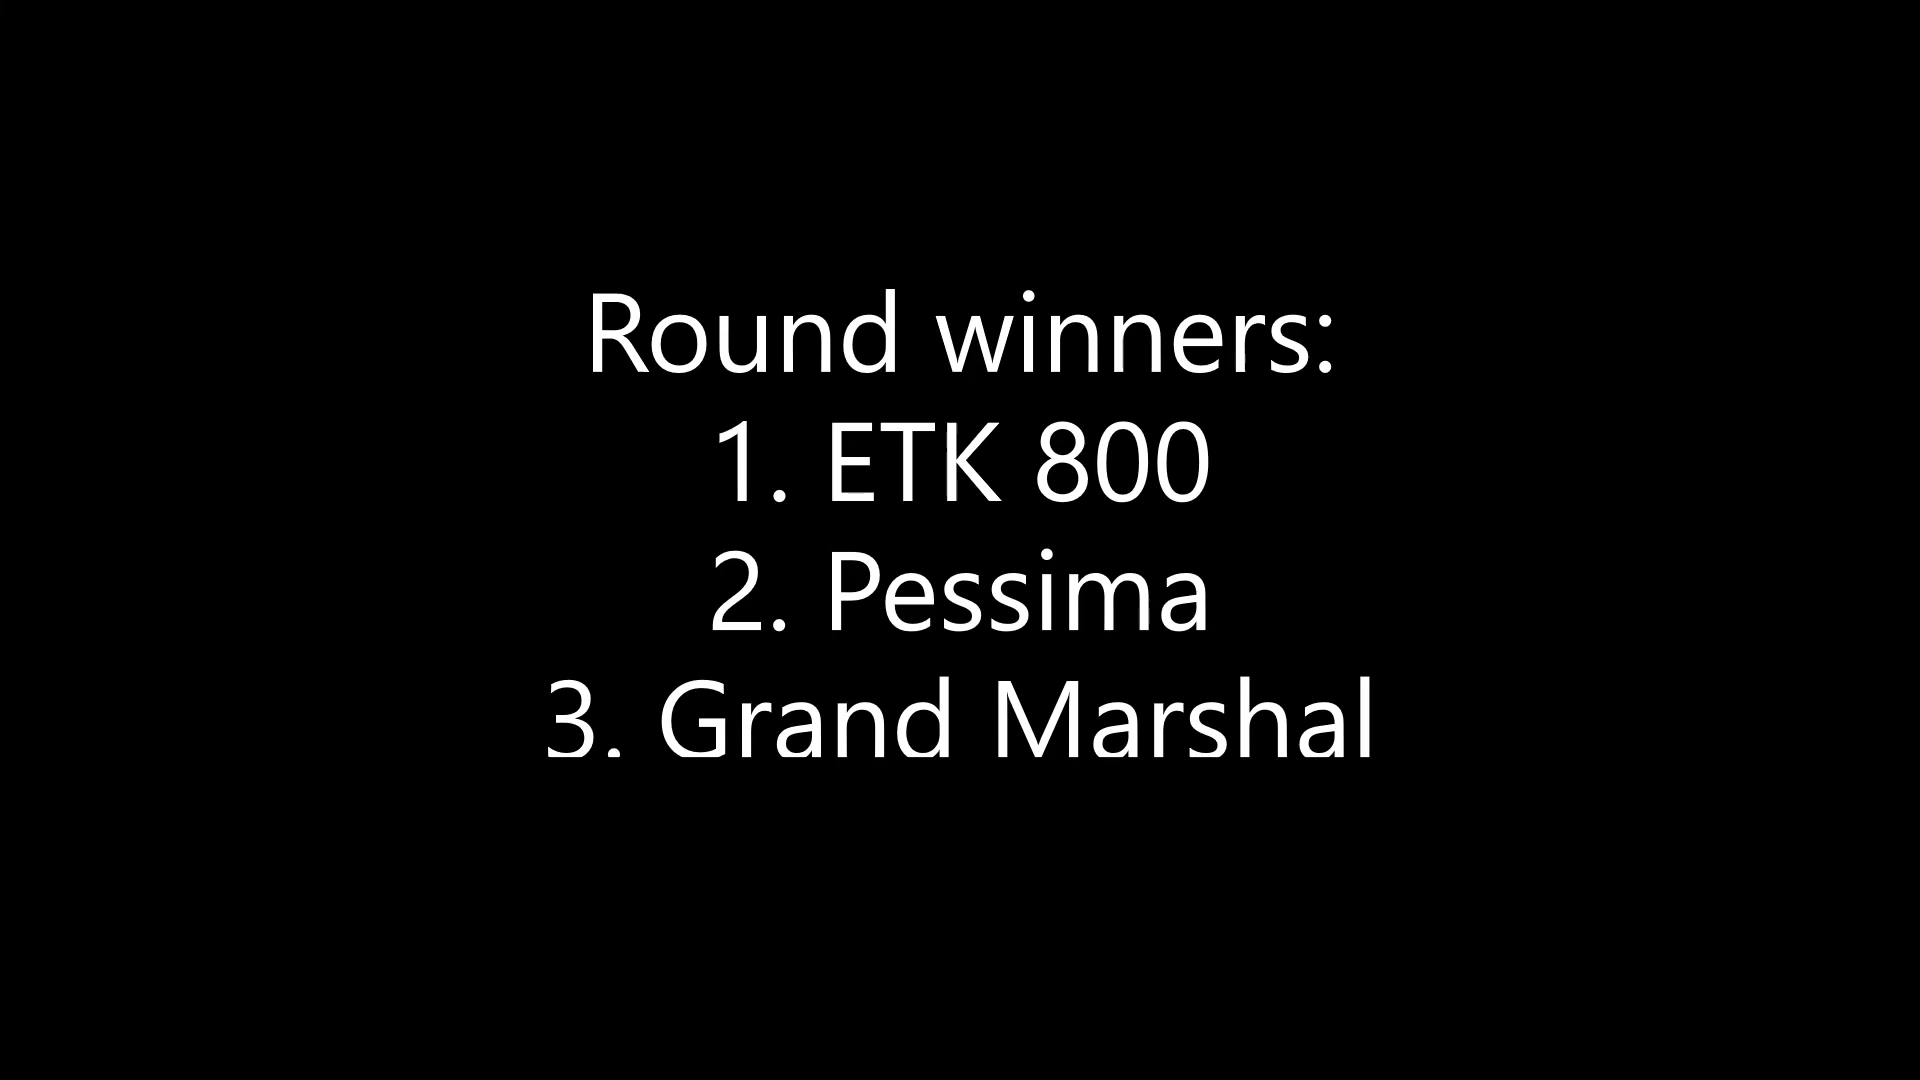 Round winners:
1. ETK 800
2. Pessima
3. Grand Marshal